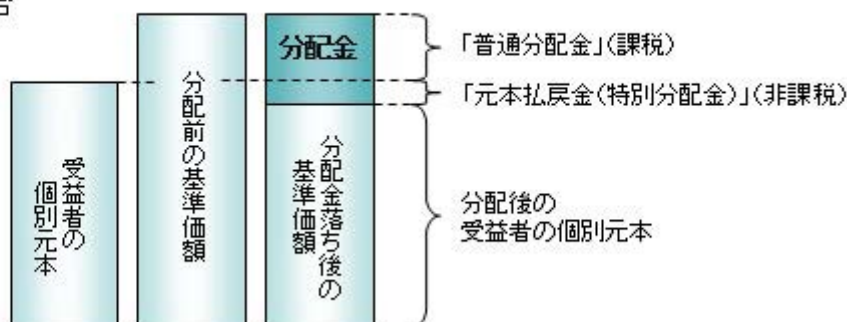 受益者の
個別元本
分配前の基準価額
分配金
分配金落ち後の
基準価額
「普通分配金」(課税)
「元本払戻金(特別分配金)」(非課税)
分配後の
受益者の個別元本